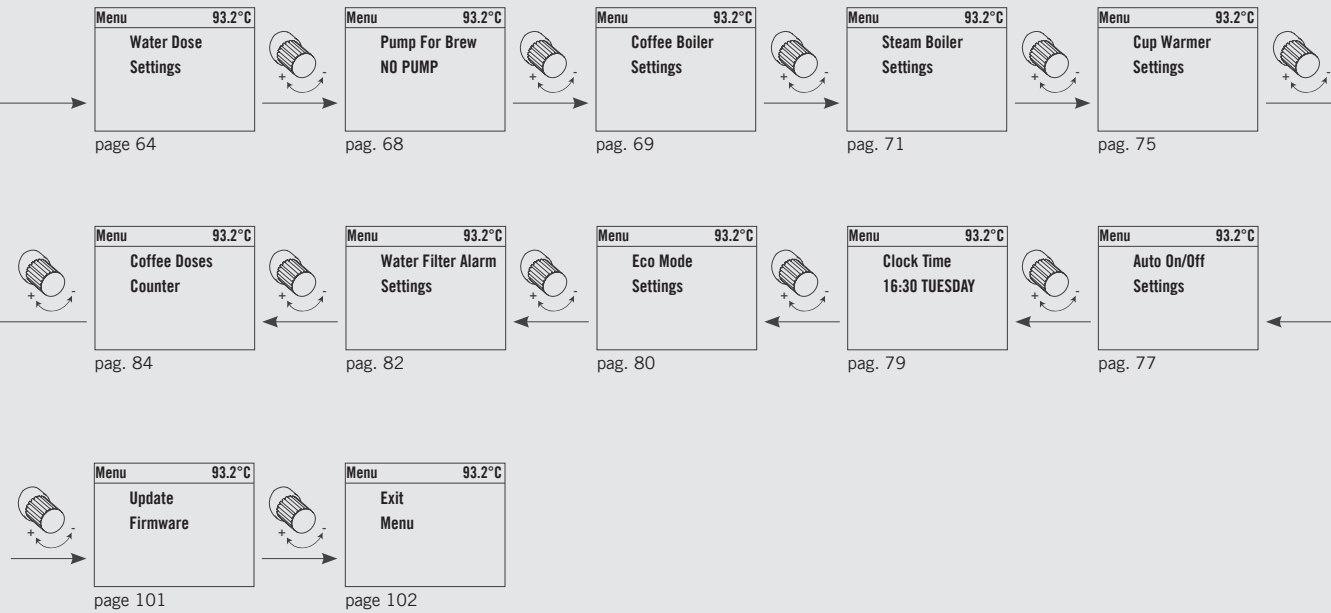 Menu 93.2°C
Water Dose
Settings
page 64
+ -
Menu 93.2°C
Pump For Brew
NO PUMP
pag. 68
+ -
Menu 93.2°C
Coffee Boiler
Settings
pag. 69
+ -
Menu 93.2°C
Steam Boiler
Settings
pag. 71
+ -
Menu 93.2°C
Cup Warmer
Settings
pag. 75
+ -
+ -
Menu 93.2°C
Coffee Doses
Counter
pag. 84
+ -
Menu 93.2°C
Water Filter Alarm
Settings
pag. 82
+ -
Menu 93.2°C
Eco Mode
Settings
pag. 80
+ -
Menu 93.2°C
Clock Time
16:30 TUESDAY
pag. 79
+ -
Menu 93.2°C
Auto On/Off
Settings
pag. 77
+ -
Menu 93.2°C
Update
Firmware
page 101
+ -
Menu 93.2°C
Exit
Menu
page 102